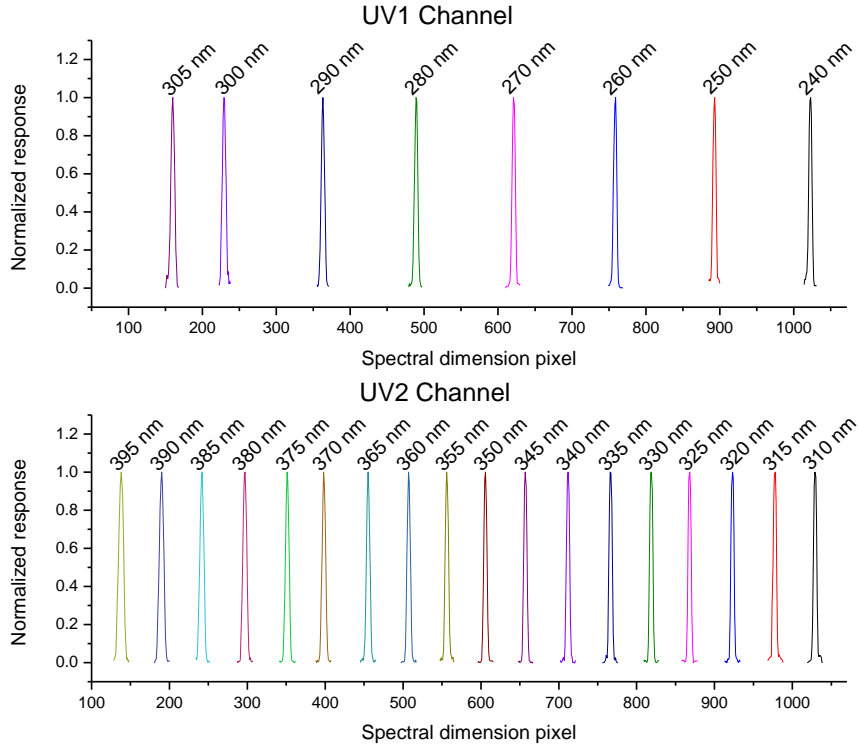 UV1 Channel
305 nm 300 nm 290 nm 280 nm 270 nm 260 nm 250 nm 240 nm
1.2
1.0
0.8
0.6
0.4
0.2
0.0
Normalized response
100 200 300 400 500 600 700 800 900 1000
Spectral dimension pixel
UV2 Channel
395 nm 390 nm 385 nm 380 nm 375 nm 370 nm 365 nm 360 nm 355 nm 350 nm 345 nm 340 nm 335 nm 330 nm 325 nm 320 nm 315 nm 310 nm
1.2
1.0
0.8
0.6
0.4
0.2
0.0
Normalized response
100 200 300 400 500 600 700 800 900 1000
Spectral dimension pixel